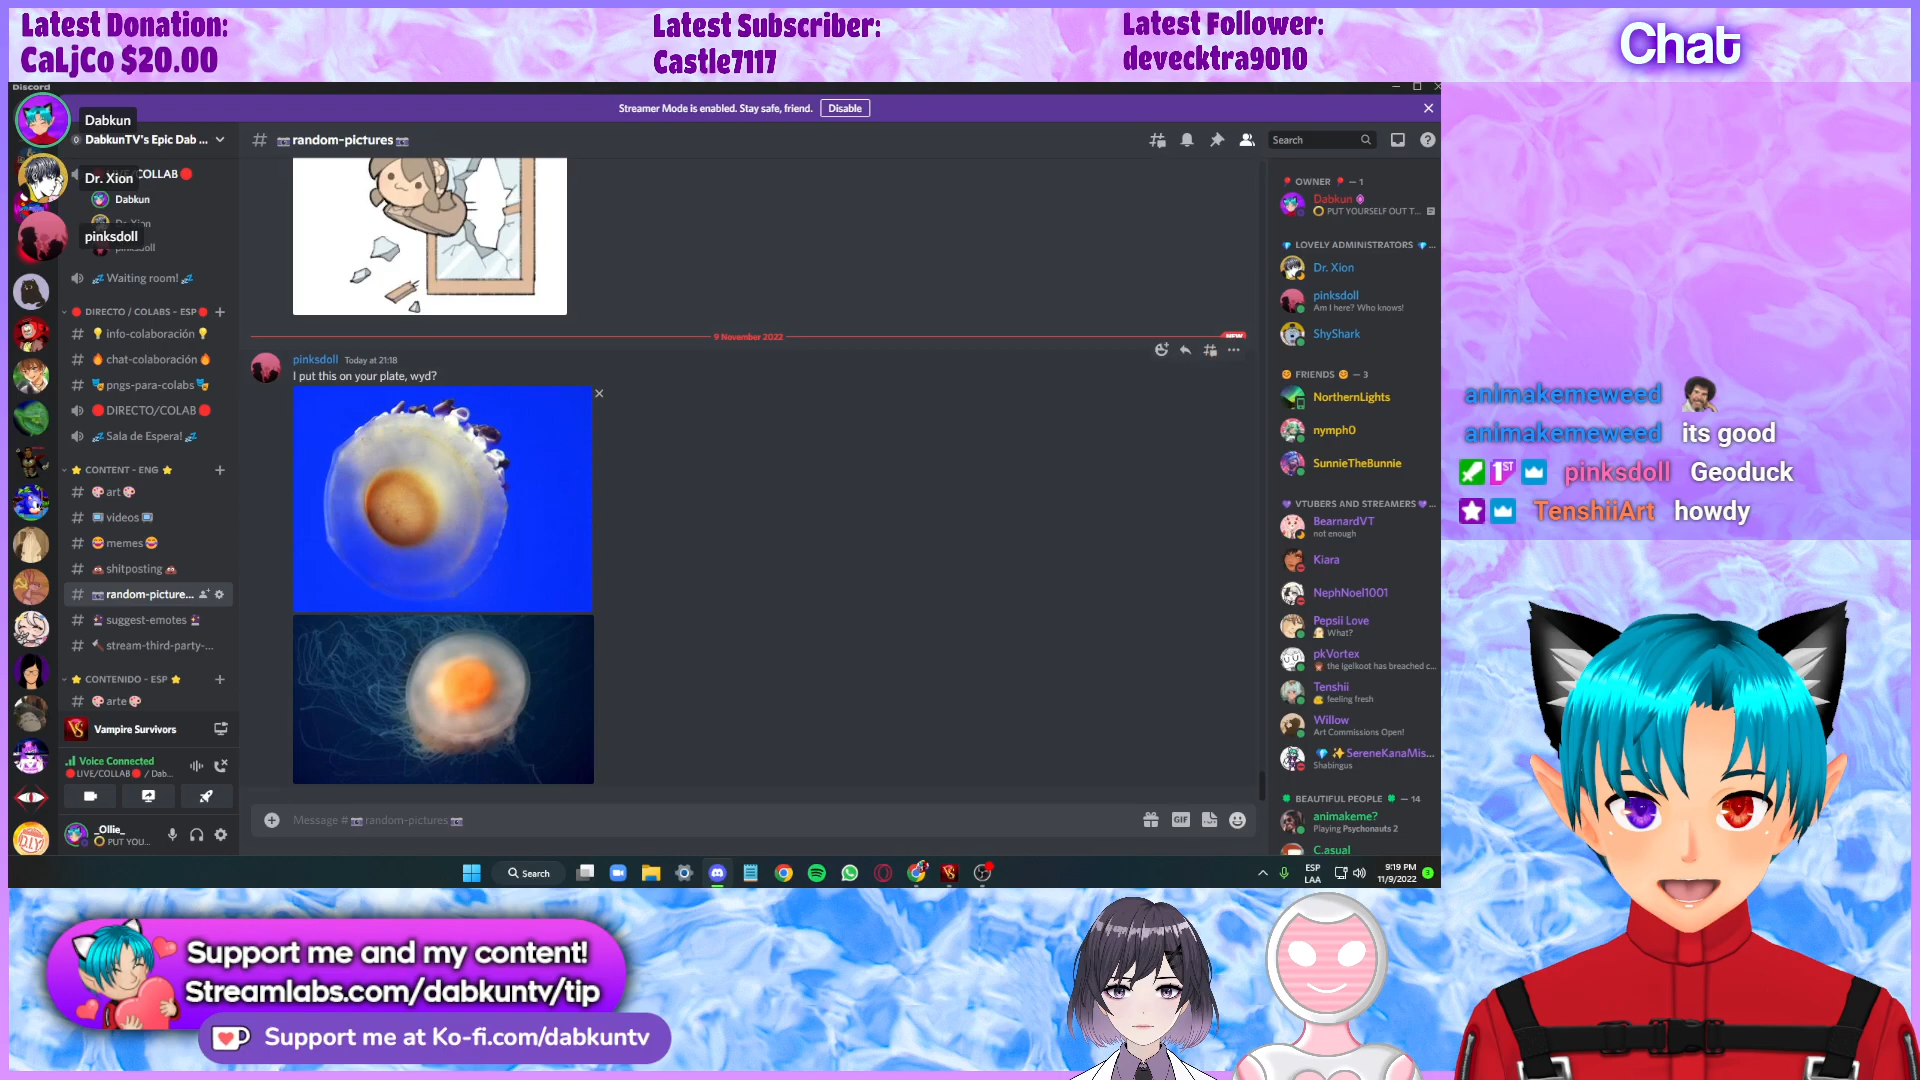 Latest Donation:
CaLjCo $20.00
Latest Subscriber:
Castle7117
Latest Follower:
devecktra9010
Chat
Discord
Streamer Mode is enabled. Stay safe, friend.
Disable
Dabkun
DabkunTV's Epic Dab ...
COLLAB
Dr. Xion
Dabkun
Dr. Xion
pinksdoll
pinksdoll
Waiting room!
DIRECTO / COLABS - ESP
info-colaboración
chat-colaboración
pngs-para-colabs
DIRECTO/COLAB
Sala de Espera!
CONTENT - ENG
art
videos
memes
shitposting
random-picture...
suggest-emotes
stream-third-party-...
CONTENIDO - ESP
arte
Vampire Survivors
Voice Connected
LIVE/COLLAB / Dab...
_Ollie_
PUT YOU...
random-pictures
Search
9 November 2022
NEW
pinksdoll Today at 21:18
I put this on your plate, wyd?
Message # random-pictures
GIF
OWNER — 1
Dabkun
PUT YOURSELF OUT T...
LOVELY ADMINISTRATORS ...
Dr. Xion
pinksdoll
Am I here? Who knows!
ShyShark
FRIENDS — 3
NorthernLights
nymph0
SunnieTheBunnie
VTUBERS AND STREAMERS ...
BearnardVT
not enough
Kiara
NephNoel1001
Pepsii Love
What?
pkVortex
the Igelkoot has breached c...
Tenshii
feeling fresh
Willow
Art Commissions Open!
SereneKanaMis...
Shabingus
BEAUTIFUL PEOPLE — 14
animakeme?
Playing Psychonauts 2
C.asual
animakemeweed
animakemeweed its good
1ST pinksdoll Geoduck
TenshiiArt howdy
Search
ESP
LAA
9:19 PM
11/9/2022
Support me and my content!
Streamlabs.com/dabkuntv/tip
Support me at Ko-fi.com/dabkuntv